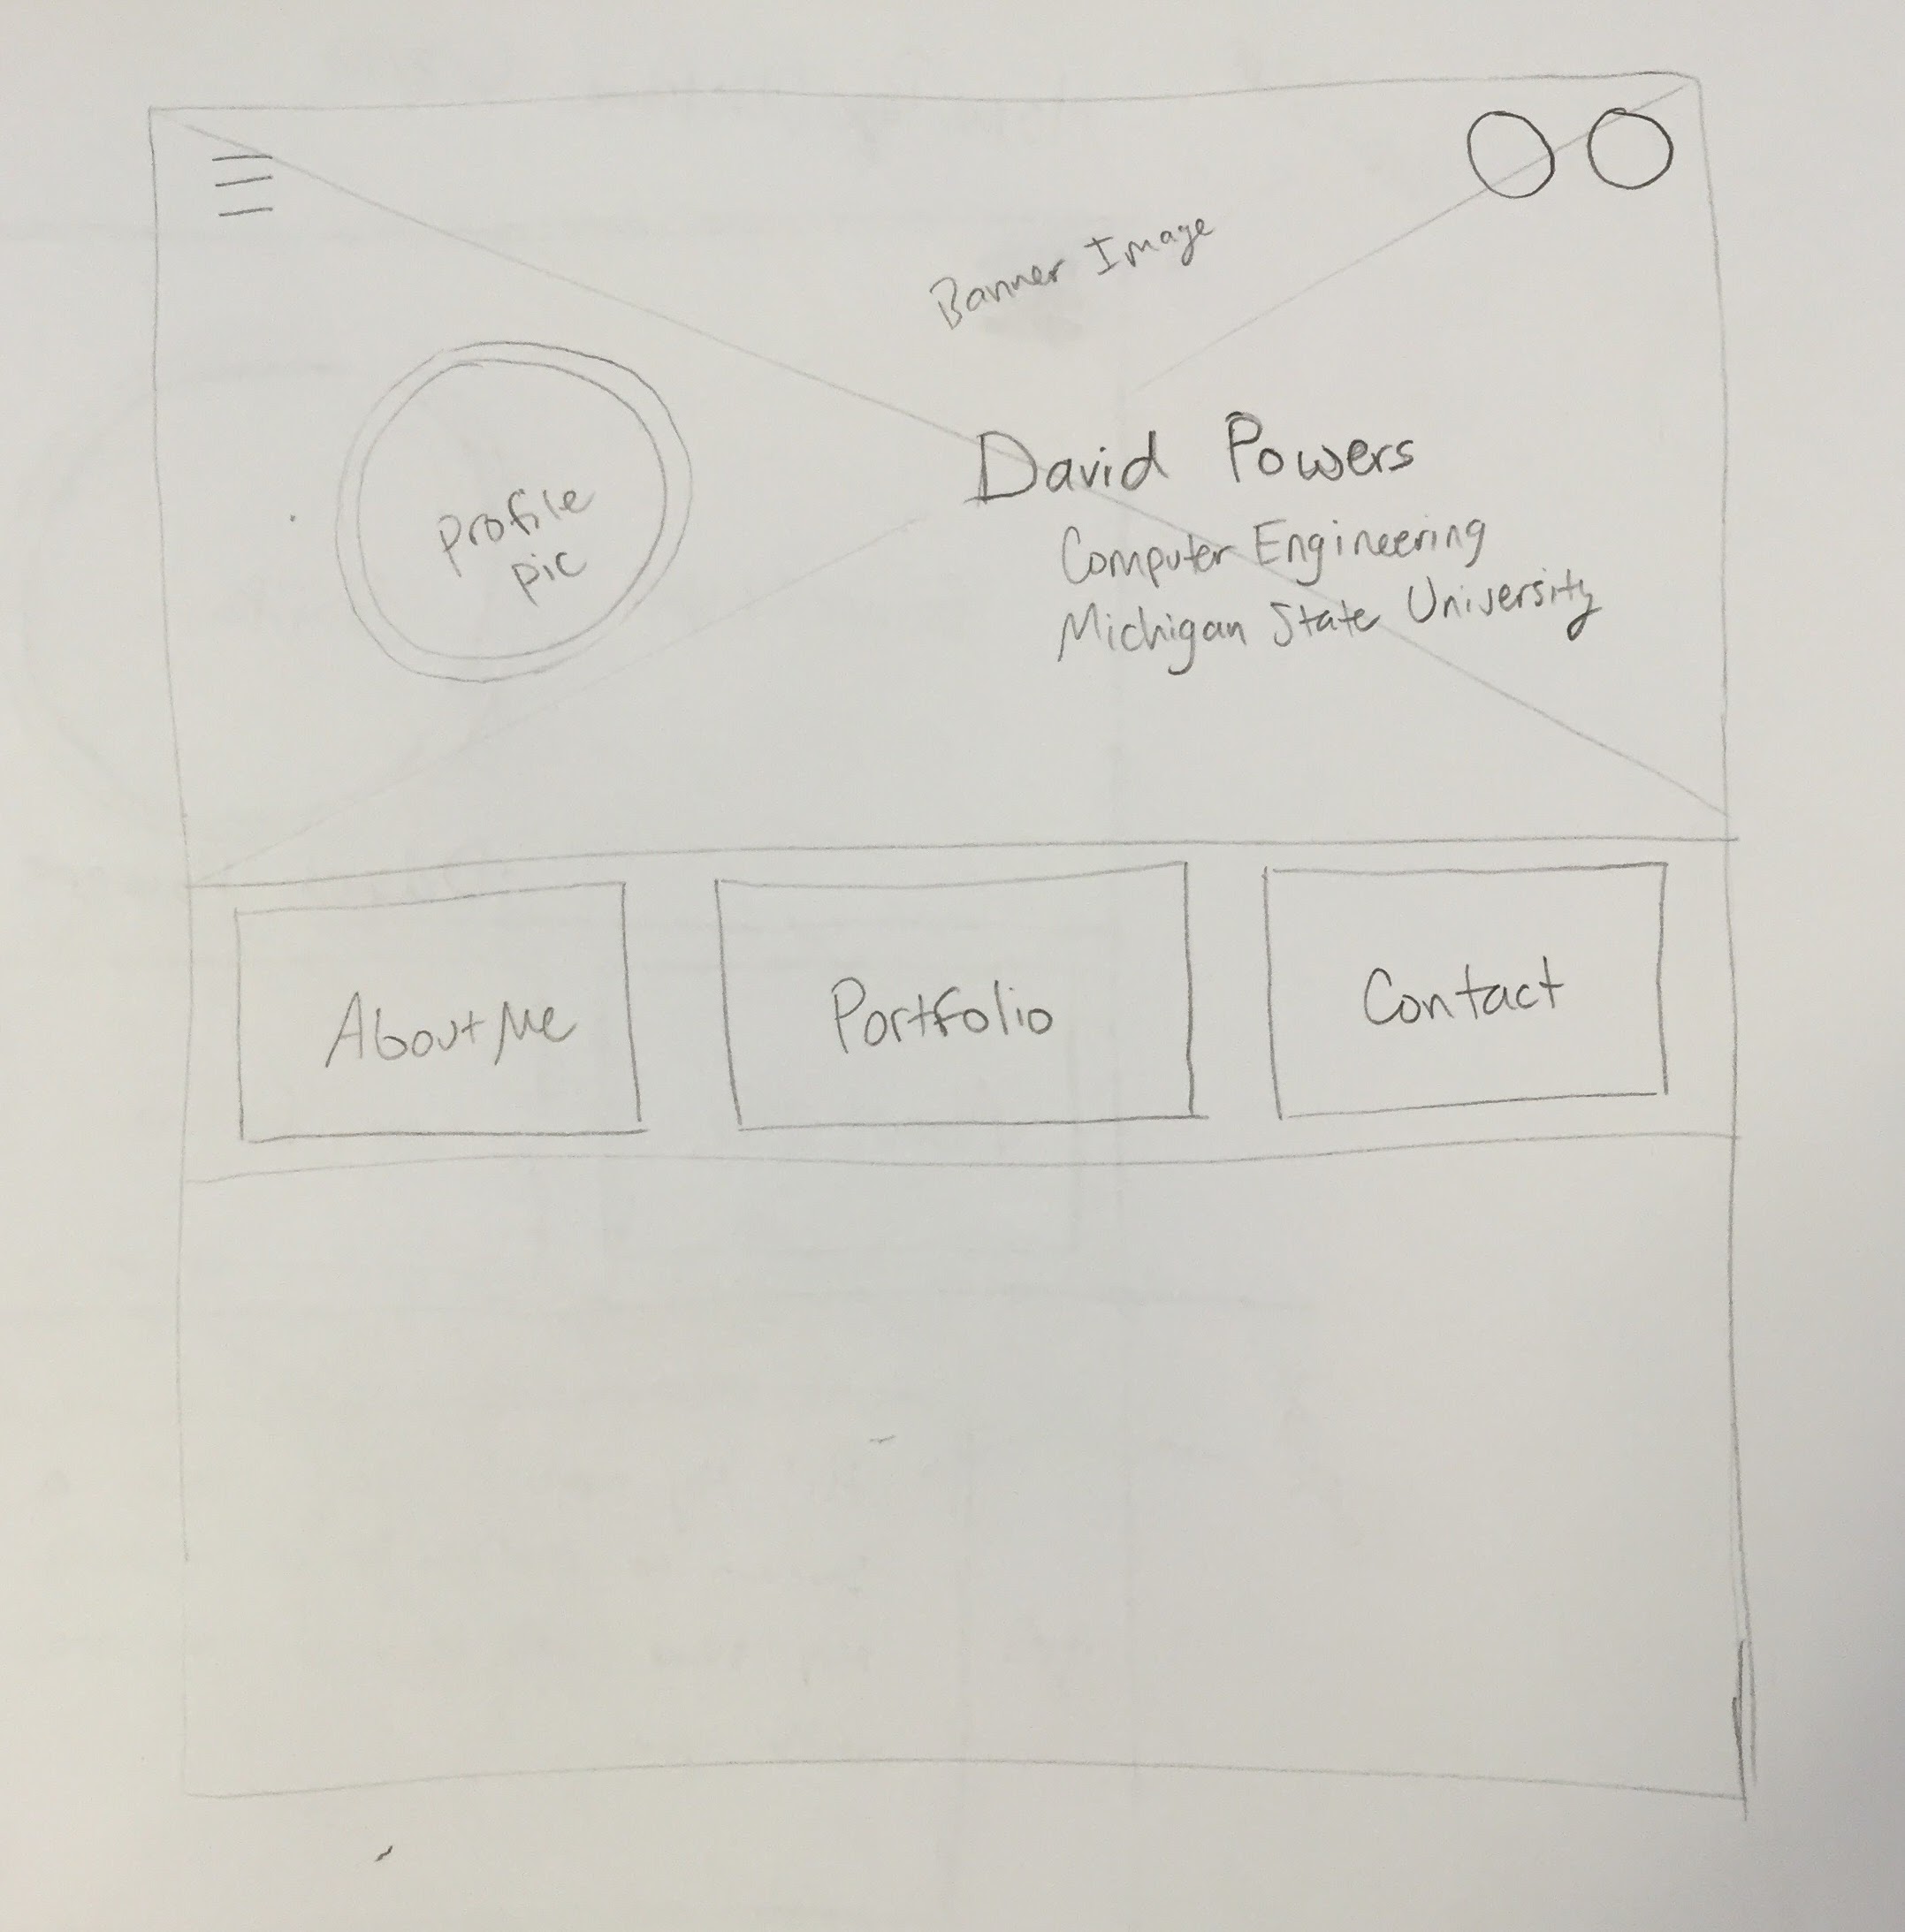 Banner Image
profile
pic
David Powers
Computer Engineering
Michigan State University
About Me
Portfolio
Contact